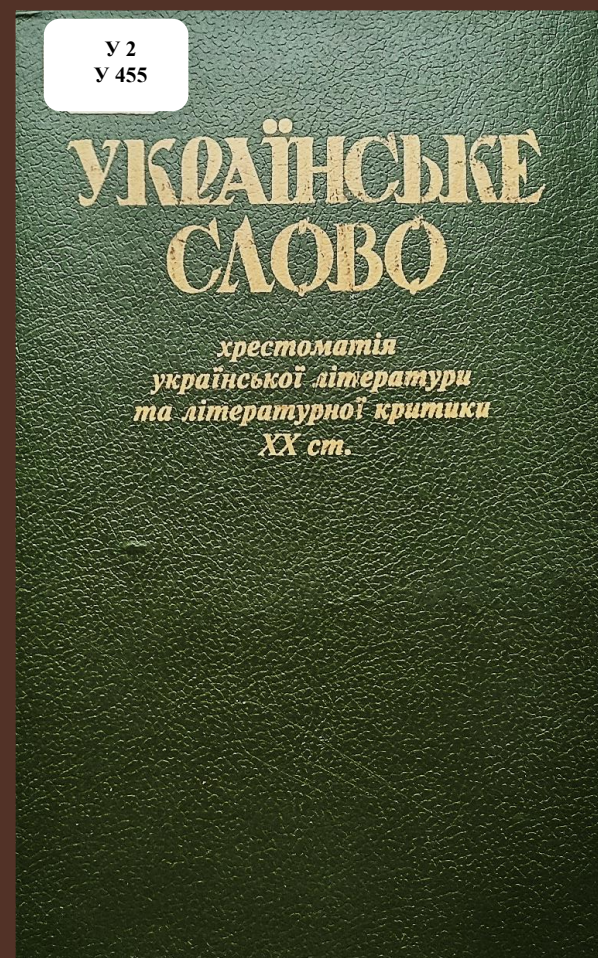 У 2
У 455
УКРАЇНСЬКЕ
СЛОВО
хрестоматія
української літератури
та літературної критики
XX ст.